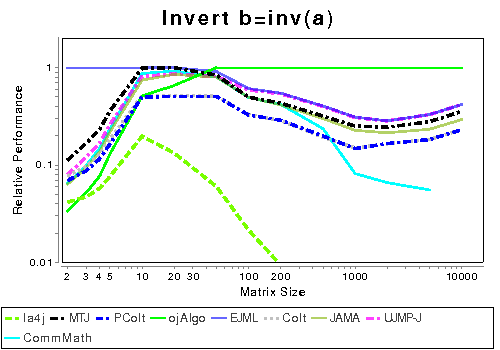 Invert b=inv(a)
Relative Performance
1
0.1
0.01
2 3 4 5 10 20 30 100 200 1000 10000
Matrix Size
la4j MTJ PColt ojAlgo EJML Colt JAMA UJMP-J
CommMath